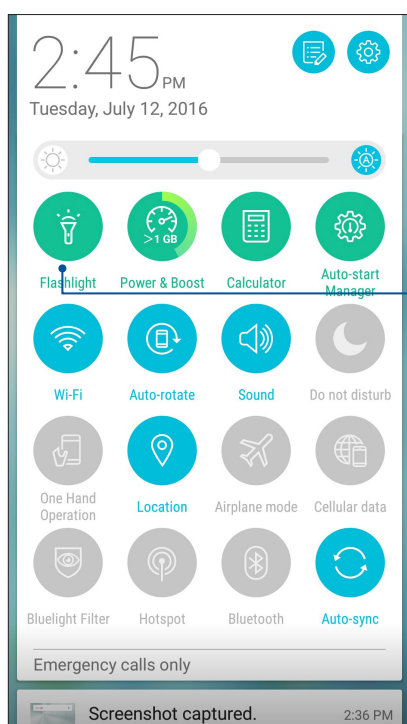 2:45 PM
Tuesday, July 12, 2016
A
>1 GB
Flashlight
Power & Boost
Calculator
Auto-start
Manager
Wi-Fi
Auto-rotate
Sound
Do not disturb
One Hand
Operation
Location
Airplane mode
Cellular data
Bluelight Filter
Hotspot
Bluetooth
Auto-sync
Emergency calls only
Screenshot captured.
2:36 PM